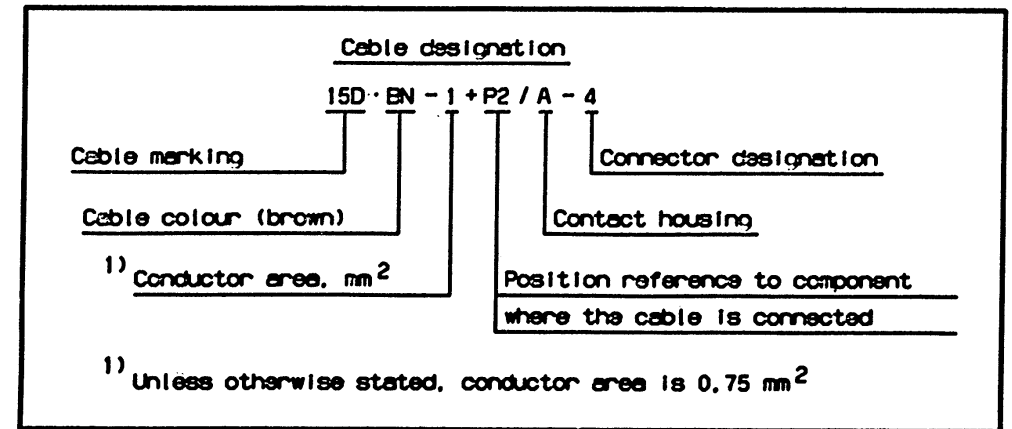 Cable designation
15D·BN-1+P2/A-4
Cable marking
Connector designation
Cable colour (brown)
Contact housing
1) Conductor area, mm2
Position reference to component
where the cable is connected
1) Unless otherwise stated, conductor area is 0,75 mm2